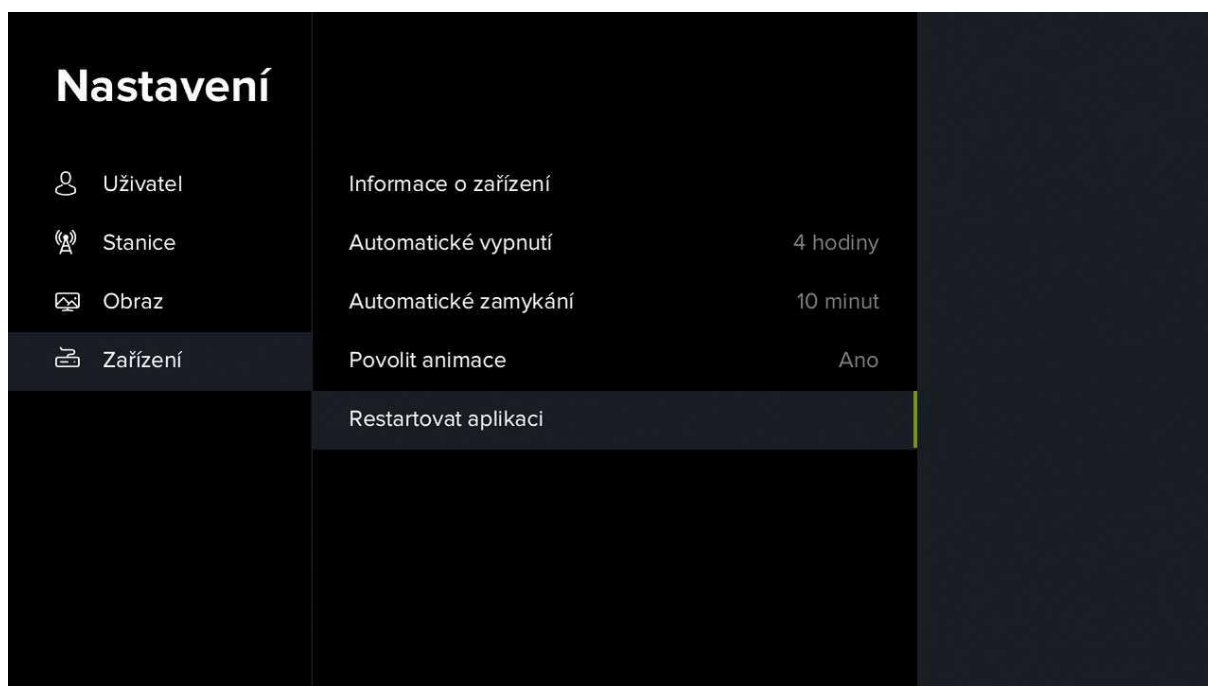 Nastavení
Uživatel
Stanice
Obraz
Zařízení
Informace o zařízení
Automatické vypnutí 4 hodiny
Automatické zamykání 10 minut
Povolit animace Ano
Restartovat aplikaci